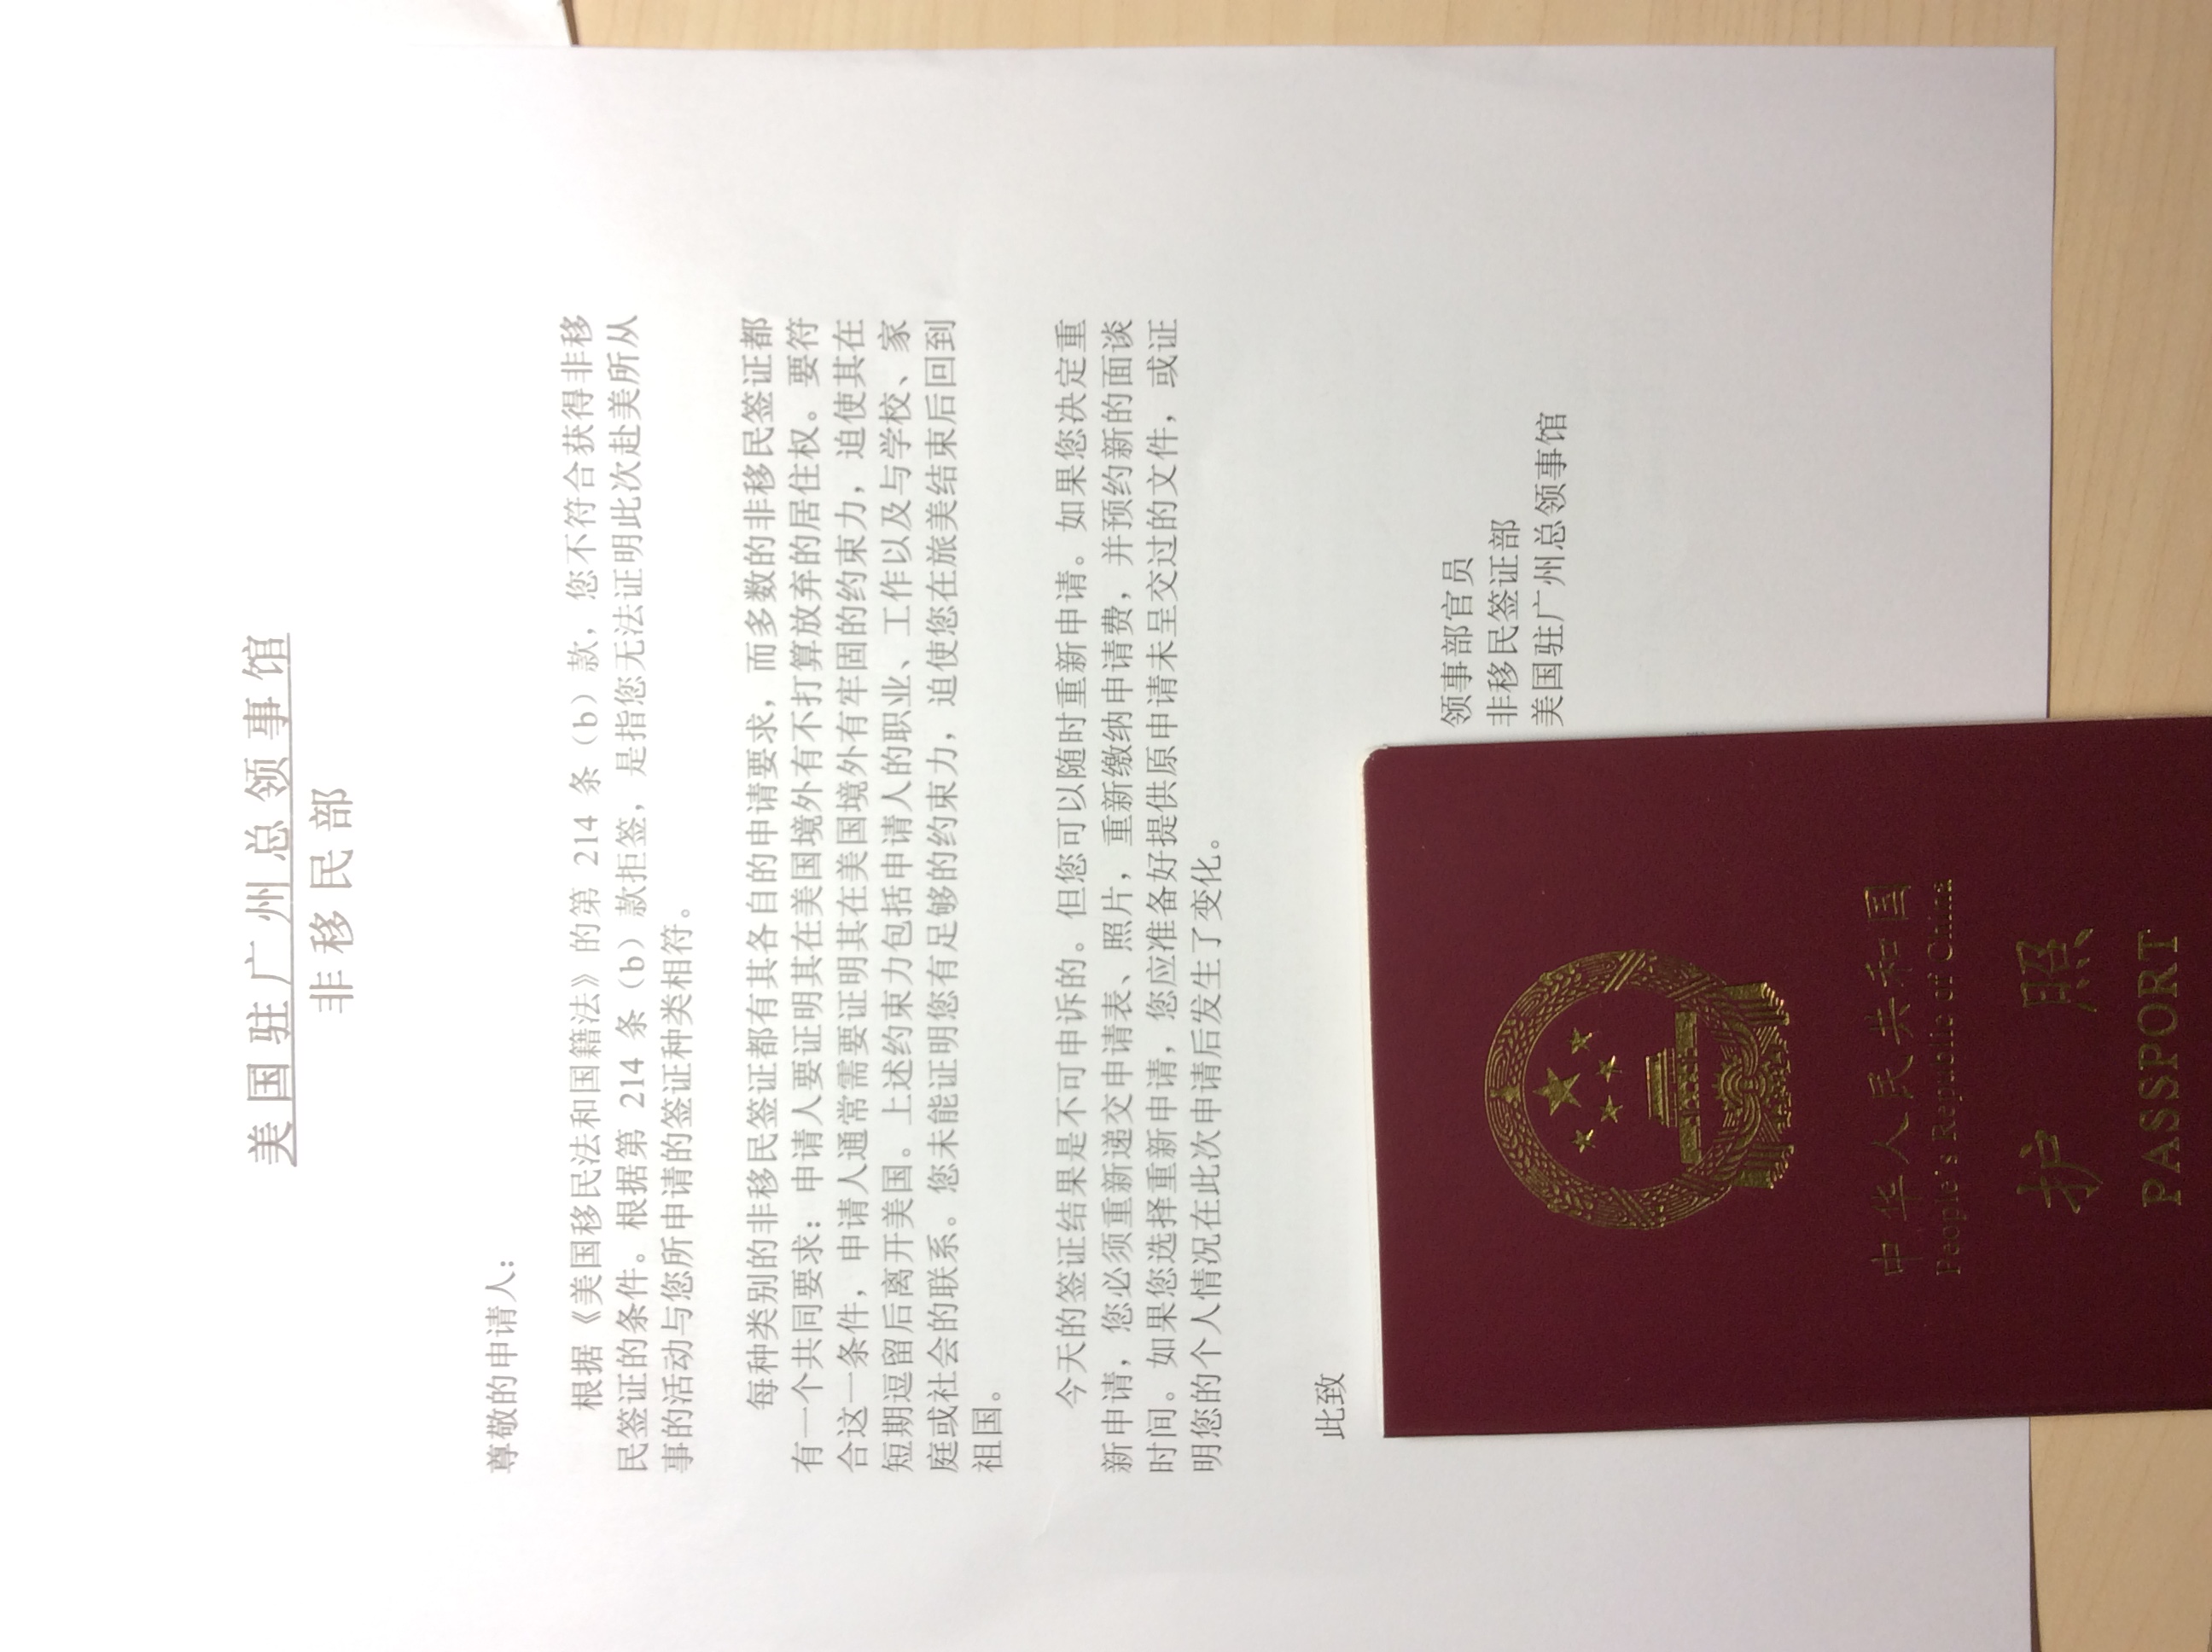 美国驻广州总领事馆
非移民部
尊敬的申请人：
根据《美国移民法和国籍法》的第 214 条（b）款，您不符合获得非移
民签证的条件。根据第 214 条（b）款拒签，是指您无法证明此次赴美所从
事的活动与您所申请的签证种类相符。
每种类别的非移民签证都有其各自的申请要求，而多数的非移民签证都
有一个共同要求：申请人要证明其在美国境外有不打算放弃的居住权。要符
合这一条件，申请人通常需要证明其在美国境外有牢固的约束力，迫使其在
短期逗留后离开美国。上述约束力包括申请人的职业、工作以及与学校、家
庭或社会的联系。您未能证明您有足够的约束力，迫使您在旅美结束后回到
祖国。
今天的签证结果是不可申诉的。但您可以随时重新申请。如果您决定重
新申请，您必须重新递交申请表、照片，重新缴纳申请费，并预约新的面谈
时间。如果您选择重新申请，您应准备好提供原申请未呈交过的文件，或证
明您的个人情况在此次申请后发生了变化。
此致
领事部官员
非移民签证部
美国驻广州总领事馆
中华人民共和国
People's Republic of China
护 照
PASSPORT